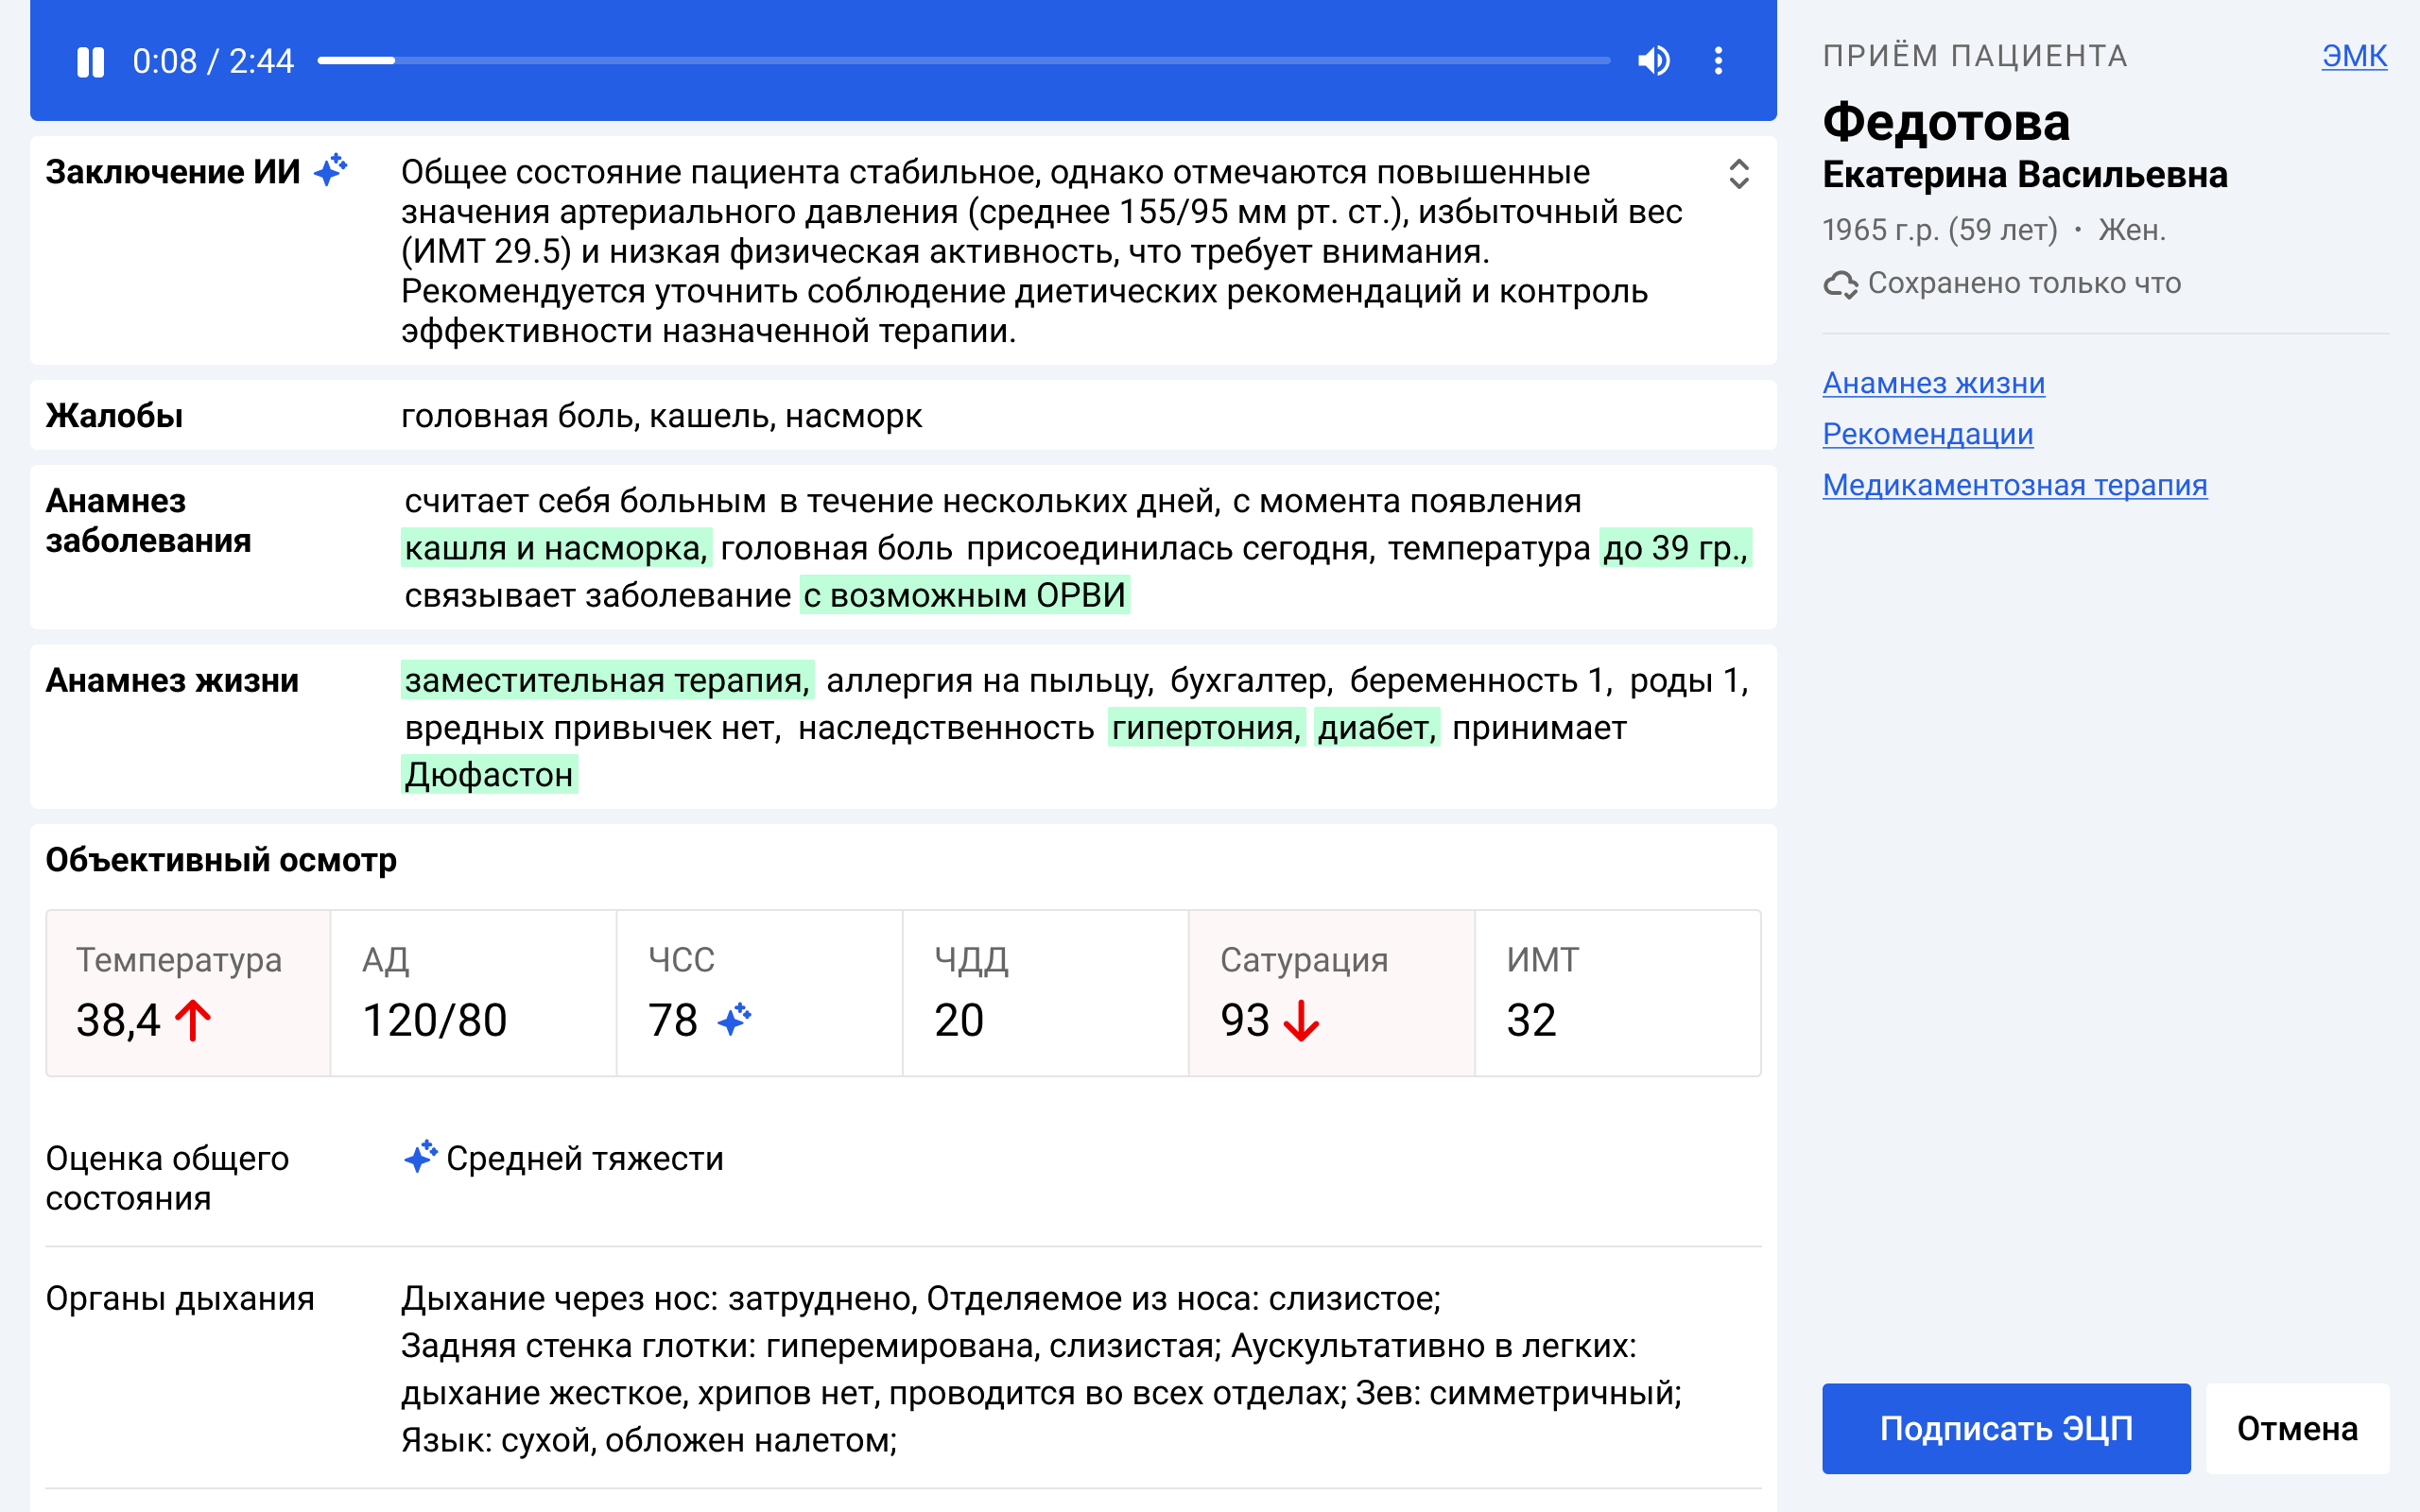 0:08 / 2:44
Заключение ИИ
Общее состояние пациента стабильное, однако отмечаются повышенные
значения артериального давления (среднее 155/95 мм рт. ст.), избыточный вес
(ИМТ 29.5) и низкая физическая активность, что требует внимания.
Рекомендуется уточнить соблюдение диетических рекомендаций и контроль
эффективности назначенной терапии.
Жалобы
головная боль, кашель, насморк
Анамнез
заболевания
считает себя больным в течение нескольких дней, с момента появления
кашля и насморка, головная боль присоединилась сегодня, температура до 39 гр.,
связывает заболевание с возможным ОРВИ
Анамнез жизни
заместительная терапия, аллергия на пыльцу, бухгалтер, беременность 1, роды 1,
вредных привычек нет, наследственность гипертония, диабет, принимает
Дюфастон
Объективный осмотр
Температура
38,4
АД
120/80
ЧСС
78
ЧДД
20
Сатурация
93
ИМТ
32
Оценка общего
состояния
Средней тяжести
Органы дыхания
Дыхание через нос: затруднено, Отделяемое из носа: слизистое;
Задняя стенка глотки: гиперемирована, слизистая; Аускультативно в легких:
дыхание жесткое, хрипов нет, проводится во всех отделах; Зев: симметричный;
Язык: сухой, обложен налетом;
ПРИЁМ ПАЦИЕНТА
ЭМК
Федотова
Екатерина Васильевна
1965 г.р. (59 лет) • Жен.
Сохранено только что
Анамнез жизни
Рекомендации
Медикаментозная терапия
Подписать ЭЦП
Отмена